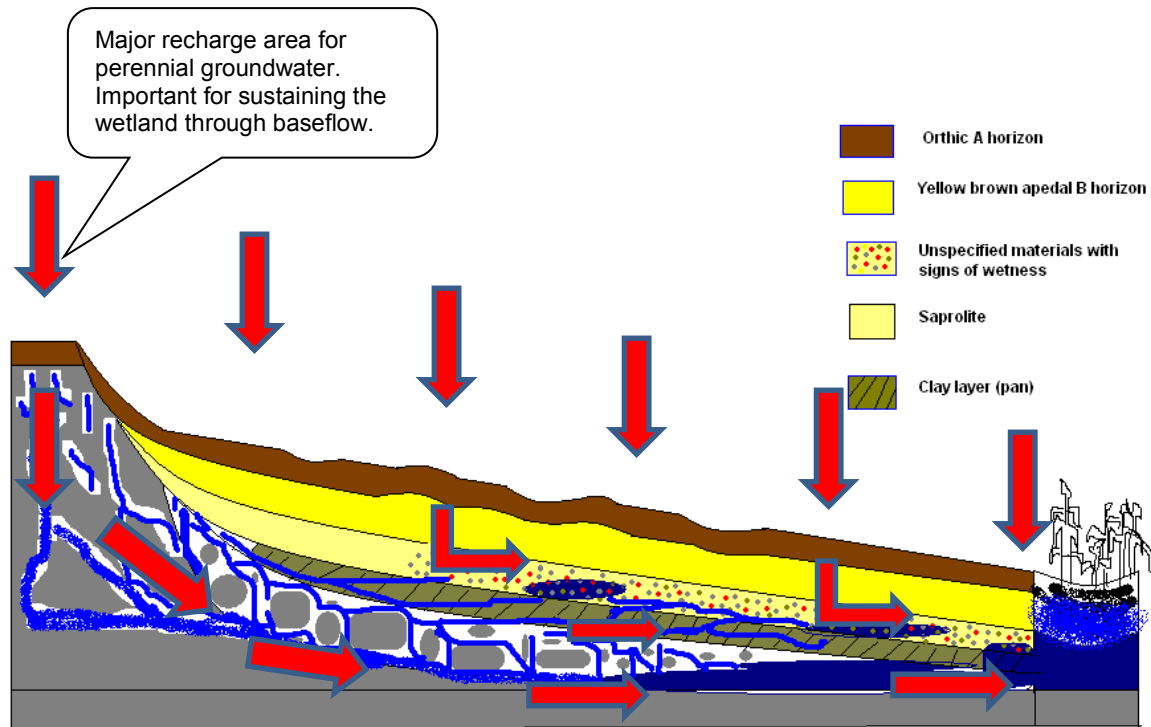 Major recharge area for
perennial groundwater.
Important for sustaining the
wetland through baseflow.
Orthic A horizon
Yellow brown apedal B horizon
Unspecified materials with
signs of wetness
Saprolite
Clay layer (pan)